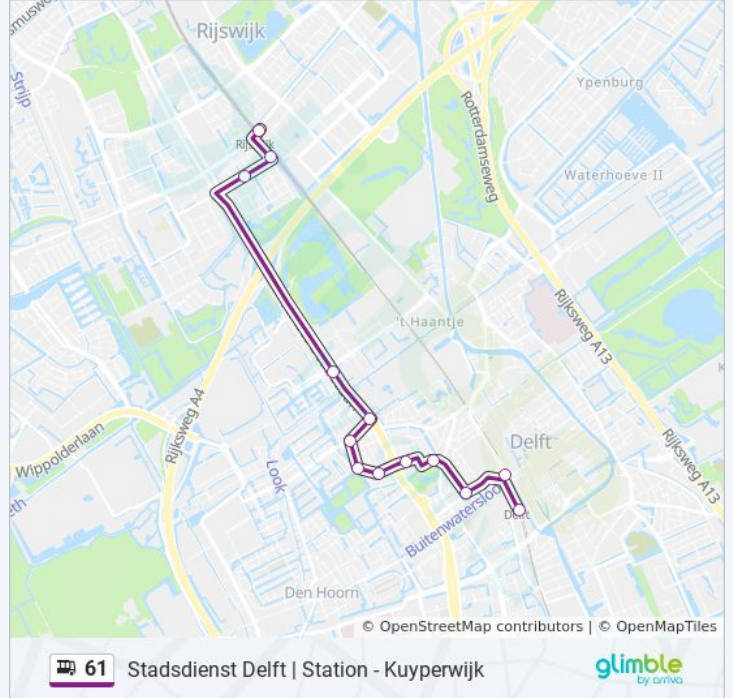 smusweg
Rijswijk
Strijp
Ypenburg
Rotterdamseweg
Waterhoeve II
't Haantje
Rijksweg A13
Rijksweg A4
Wippolderlaan
Look
Delft
Rijksweg A13
Buitenwatersloot
Delft
Den Hoorn
© OpenStreetMap contributors | © OpenMapTiles
61 Stadsdienst Delft | Station - Kuyperwijk
glimble
by arriva